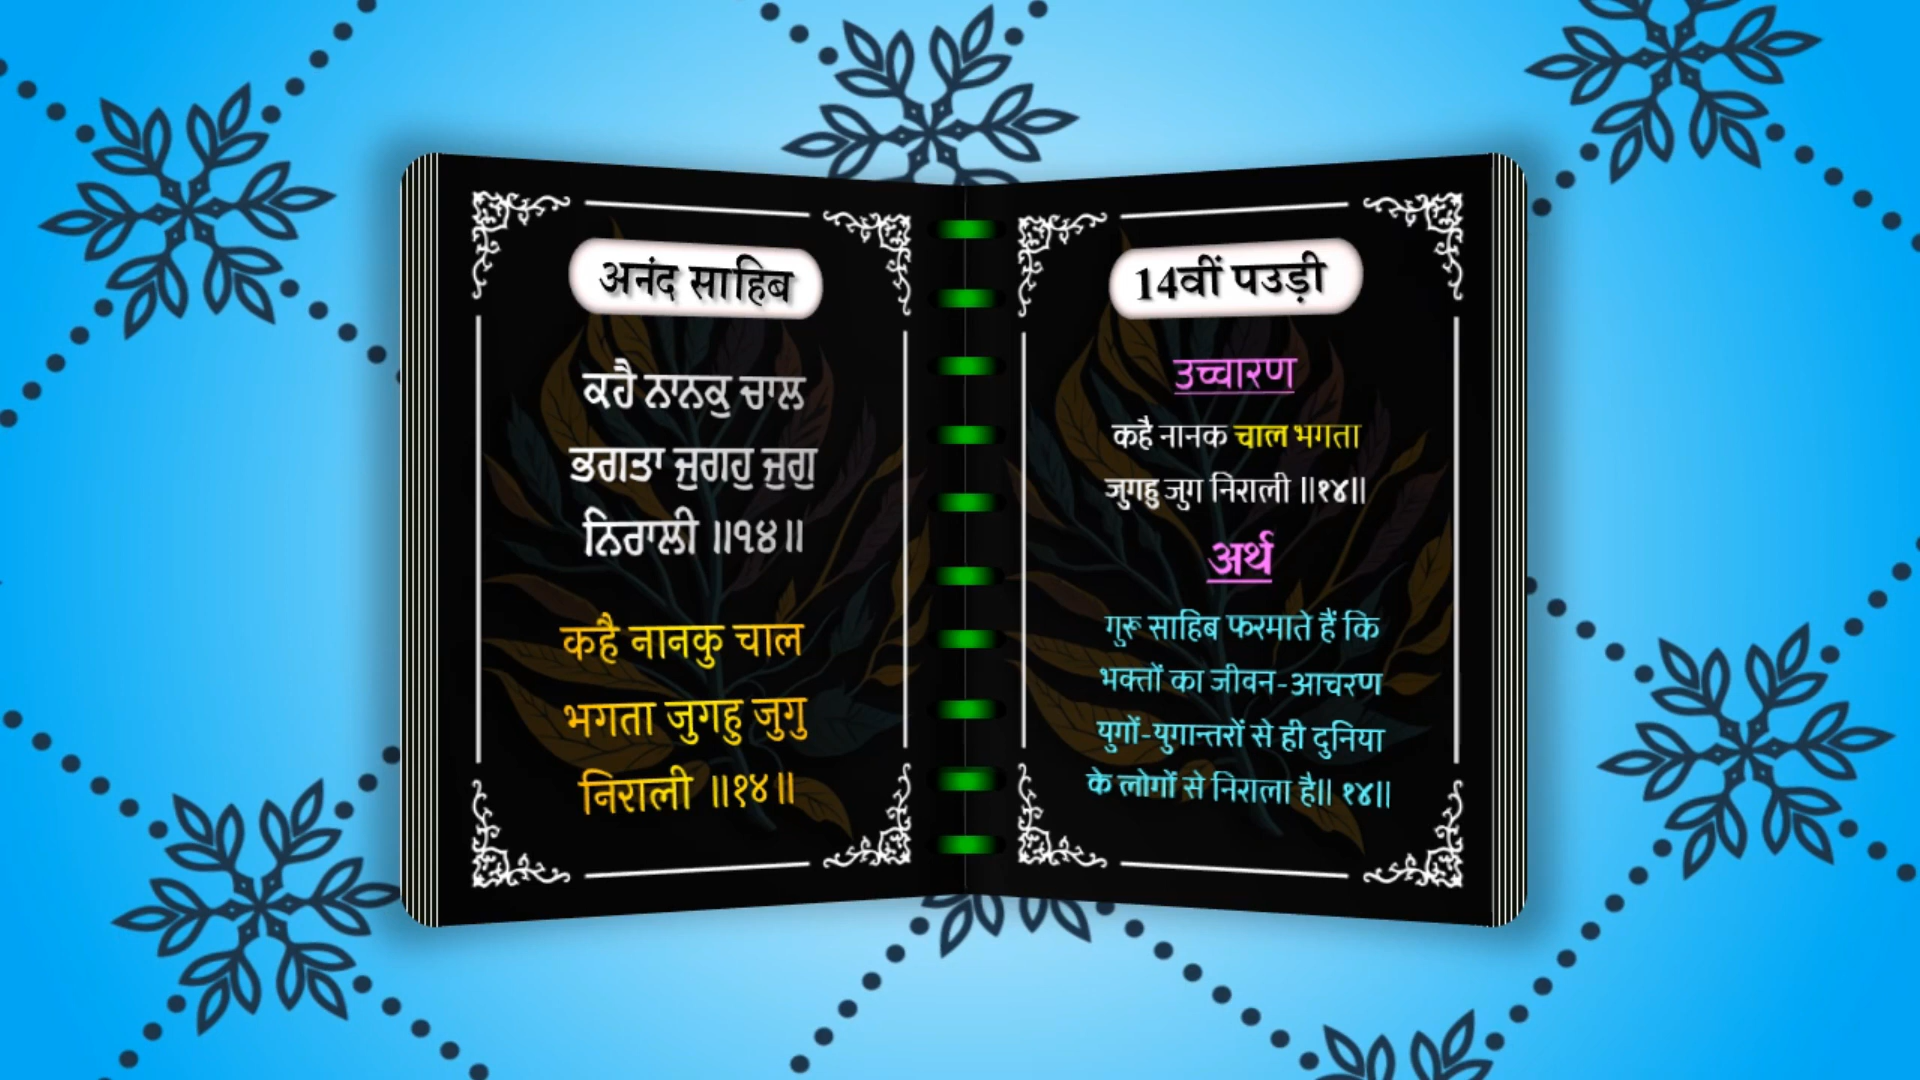 अनंद साहिब
ਕਹੈ ਨਾਨਕੁ ਚਾਲ
ਭਗਤਾ ਜੁਗਹੁ ਜੁਗੁ
ਨਿਰਾਲੀ ॥੧੪॥
कहै नानकु चाल
भगता जुगहु जुगु
निराली ॥१४॥
14वीं पउड़ी
उच्चारण
कहै नानक चाल भगता
जुगहु जुग निराली ॥१४॥
अर्थ
गुरू साहिब फरमाते हैं कि
भक्तों का जीवन-आचरण
युगों-युगान्तरों से ही दुनिया
के लोगों से निराला है॥ १४॥